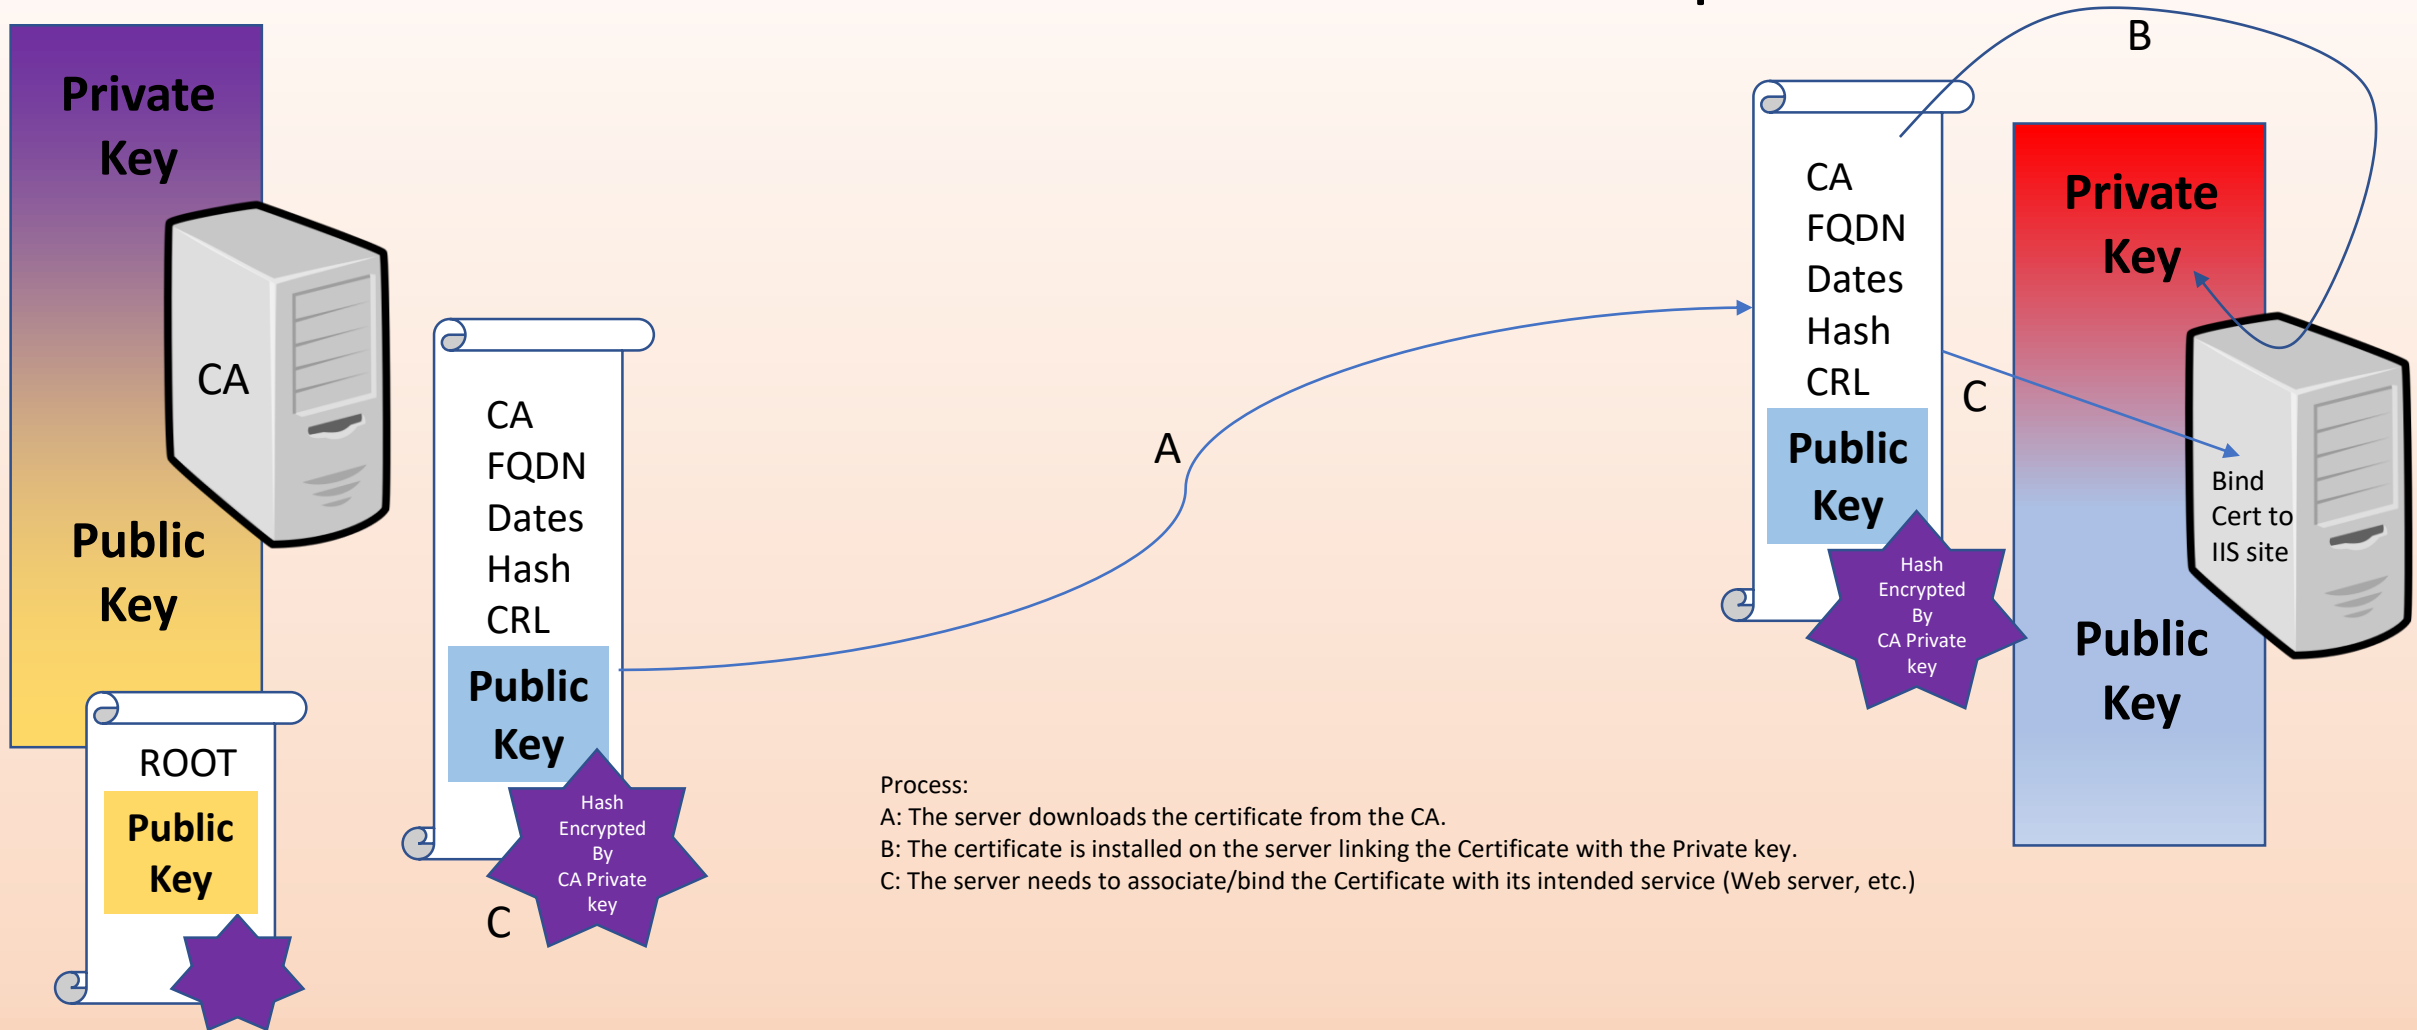 Private
Key
CA
Public
Key
ROOT
Public
Key
CA
FQDN
Dates
Hash
CRL
Public
Key
Hash
Encrypted
By
CA Private
key
C
A
Process:
A: The server downloads the certificate from the CA.
B: The certificate is installed on the server linking the Certificate with the Private key.
C: The server needs to associate/bind the Certificate with its intended service (Web server, etc.)
B
CA
FQDN
Dates
Hash
CRL
Public
Key
Hash
Encrypted
By
CA Private
key
C
Private
Key
Bind
Cert to
IIS site
Public
Key